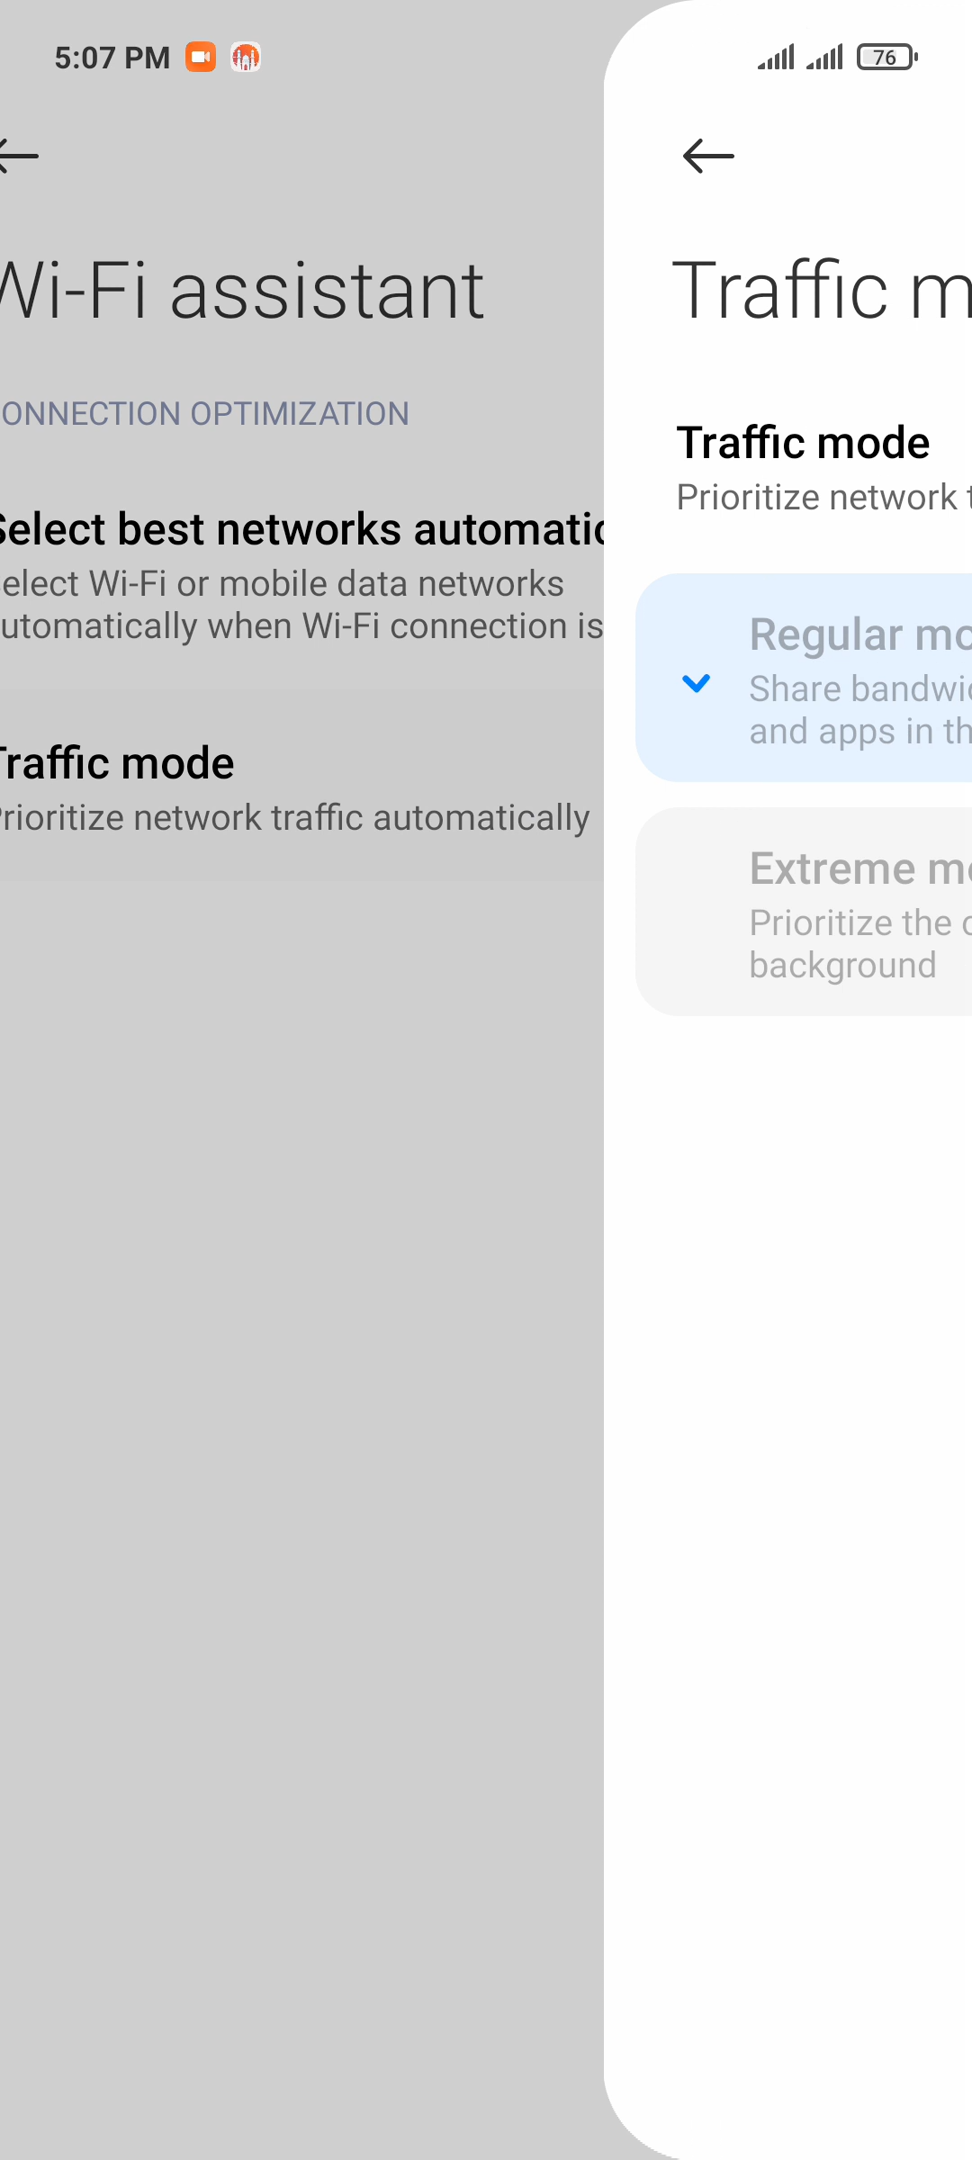 5:07 PM
76
Wi-Fi assistant
ONNECTION OPTIMIZATION
Select best networks automatic
elect Wi-Fi or mobile data networks
utomatically when Wi-Fi connection is
Traffic mode
Prioritize network traffic automatically
Traffic m
Traffic mode
Prioritize network t
Regular mo
Share bandwi
and apps in th
Extreme m
Prioritize the
background